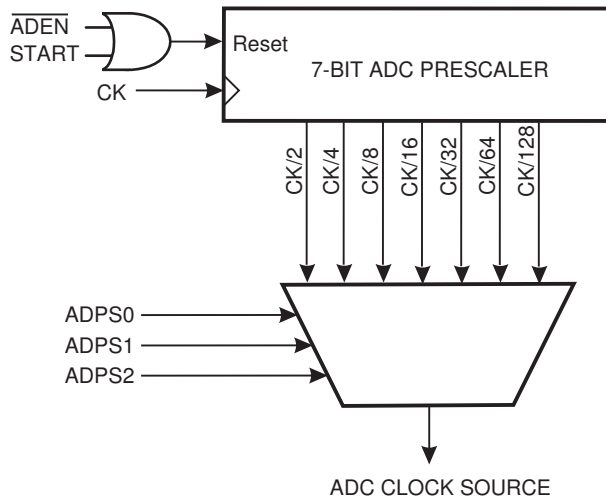 ADEN
START
Reset
7-BIT ADC PRESCALER
CK
CK/2
CK/4
CK/8
CK/16
CK/32
CK/64
CK/128
ADPS0
ADPS1
ADPS2
ADC CLOCK SOURCE